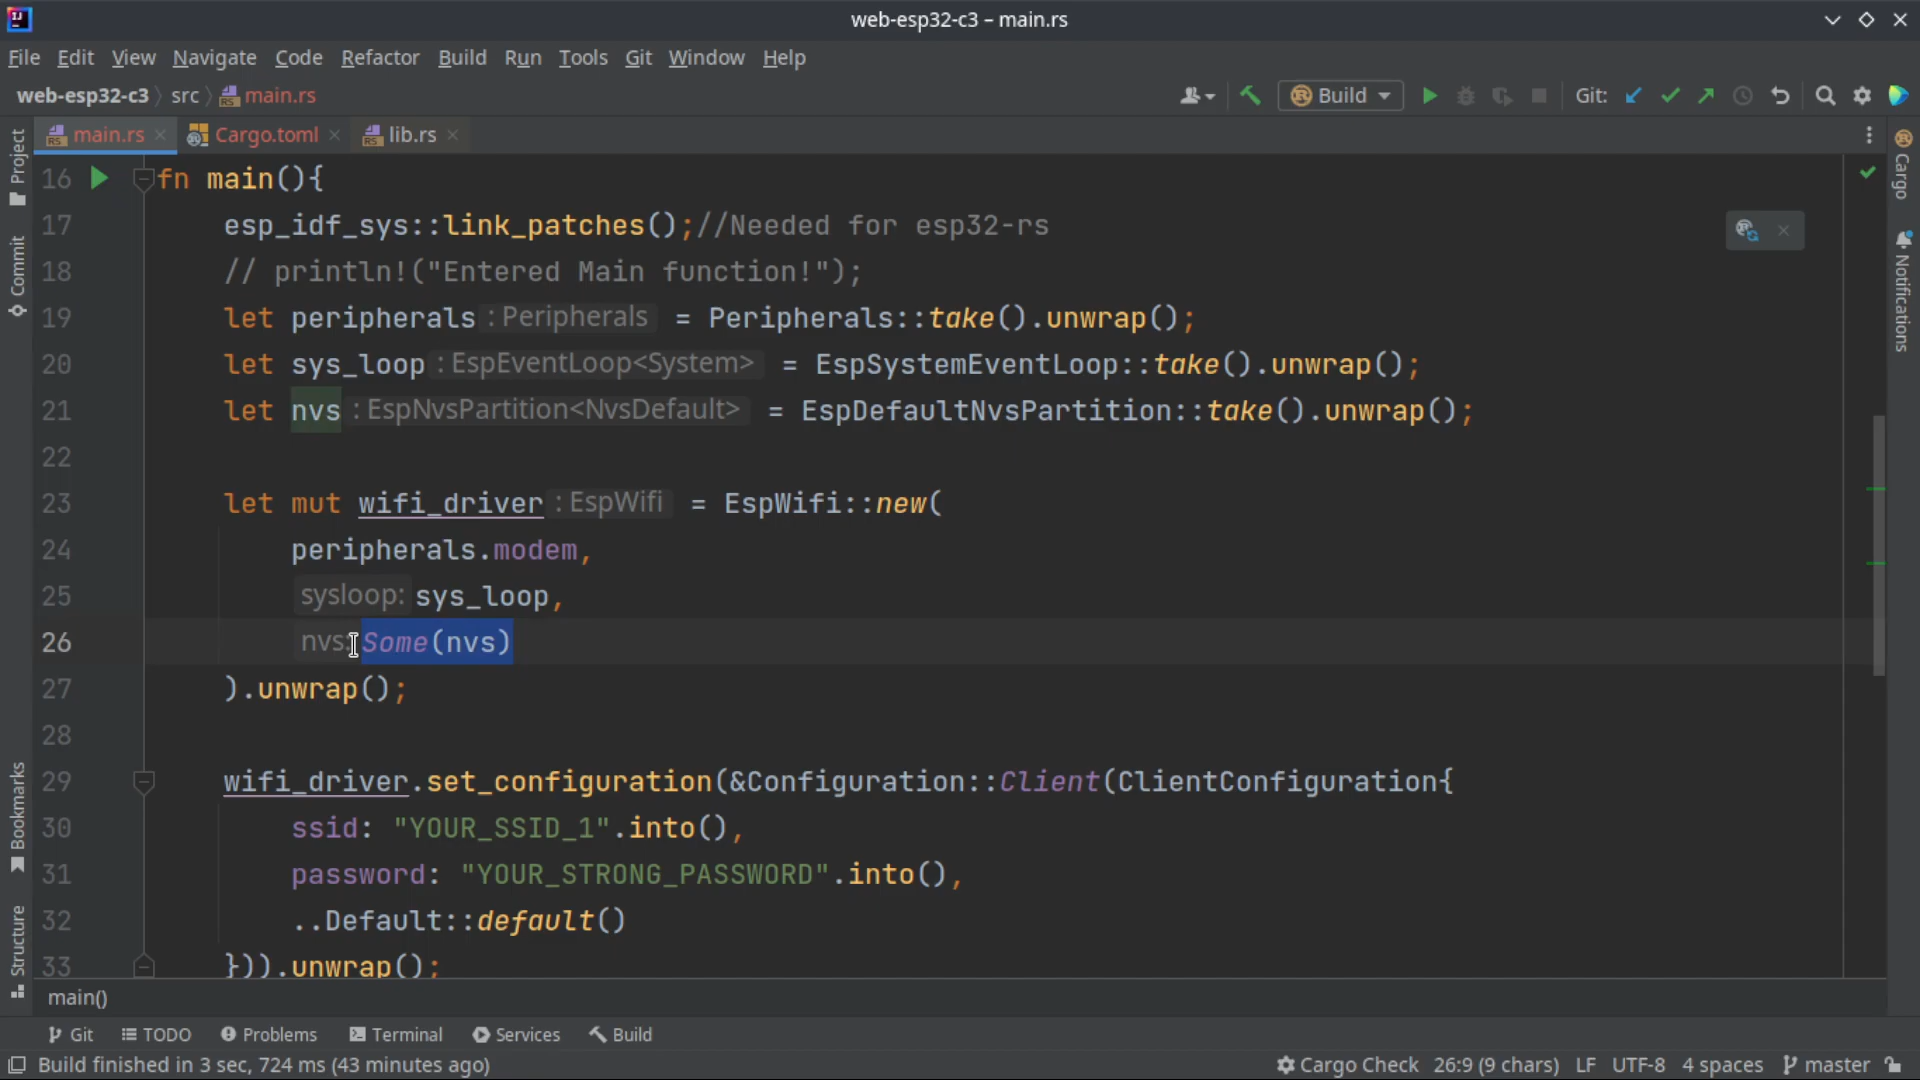 web-esp32-c3 – main.rs
File Edit View Navigate Code Refactor Build Run Tools Git Window Help
web-esp32-c3 〉 src 〉 main.rs Build Git:
main.rs Cargo.toml lib.rs
Project
Commit
Bookmarks
Structure
Cargo
Notifications
16 fn main(){
17 esp_idf_sys::link_patches();//Needed for esp32-rs
18 // println!("Entered Main function!");
19 let peripherals : Peripherals = Peripherals::take().unwrap();
20 let sys_loop : EspEventLoop<System> = EspSystemEventLoop::take().unwrap();
21 let nvs : EspNvsPartition<NvsDefault> = EspDefaultNvsPartition::take().unwrap();
22
23 let mut wifi_driver : EspWifi = EspWifi::new(
24 peripherals.modem,
25 sysloop: sys_loop,
26 nvs: Some(nvs)
27 ).unwrap();
28
29 wifi_driver.set_configuration(&Configuration::Client(ClientConfiguration{
30 ssid: "YOUR_SSID_1".into(),
31 password: "YOUR_STRONG_PASSWORD".into(),
32 ..Default::default()
33 })).unwrap();
main()
Git TODO Problems Terminal Services Build
Build finished in 3 sec, 724 ms (43 minutes ago) Cargo Check 26:9 (9 chars) LF UTF-8 4 spaces master